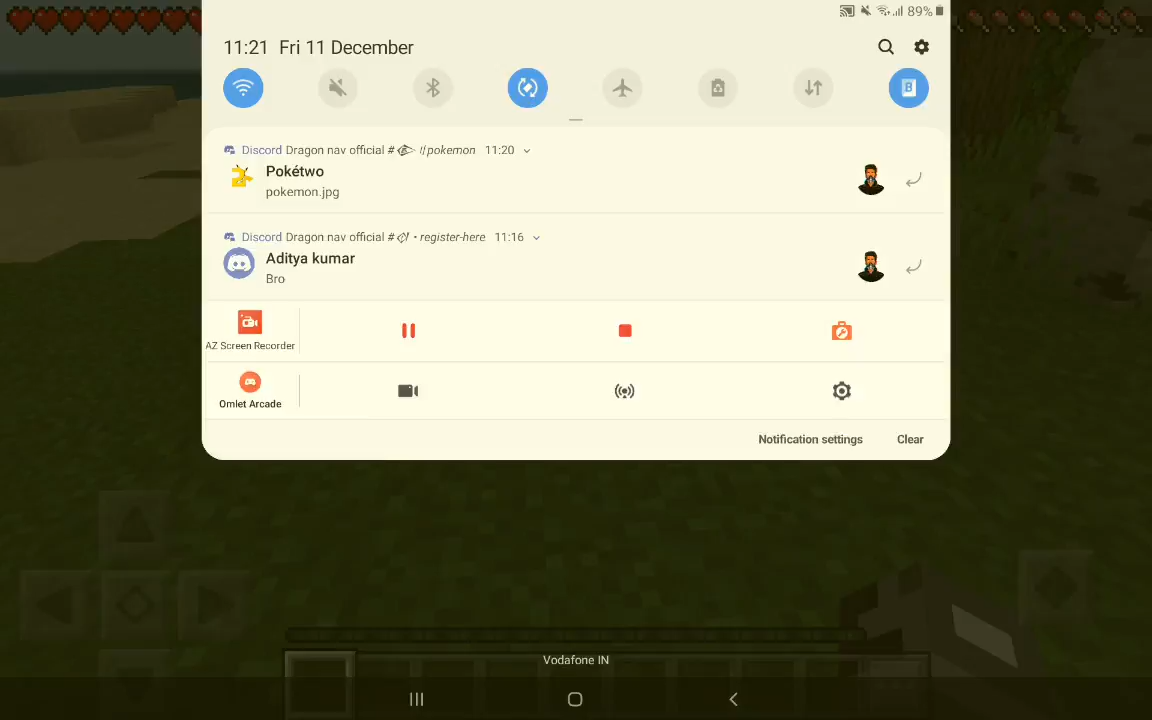 89%
11:21 Fri 11 December
Discord Dragon nav official # // pokemon 11:20
Pokétwo
pokemon.jpg
Discord Dragon nav official # • register-here 11:16
Aditya kumar
Bro
AZ Screen Recorder
Omlet Arcade
Notification settings Clear
Vodafone IN